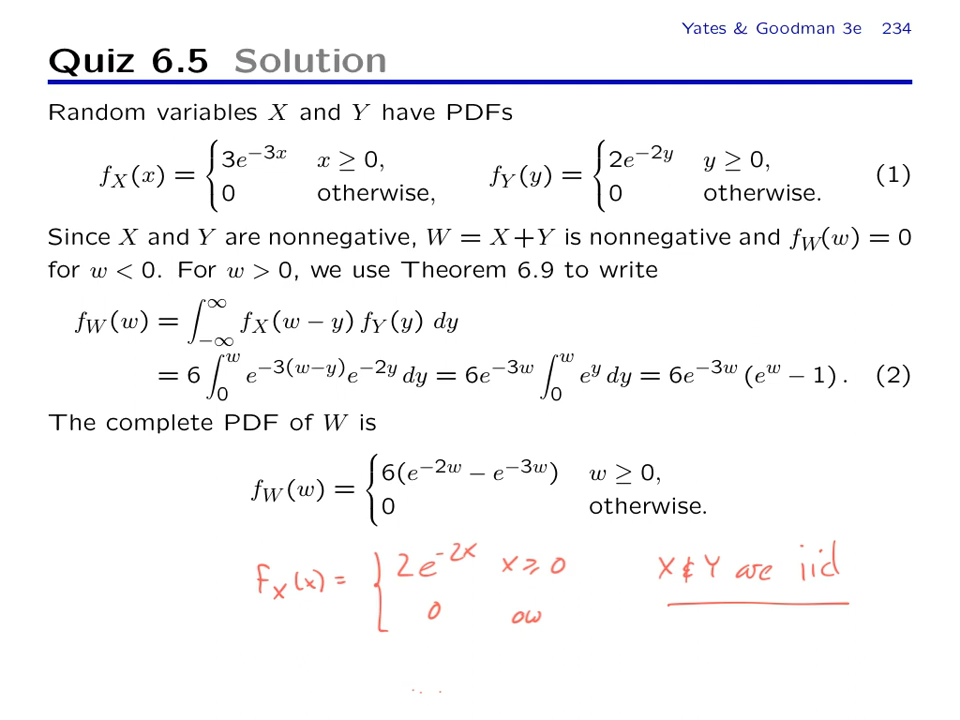 Yates & Goodman 3e 234
Quiz 6.5 Solution
Random variables X and Y have PDFs
f_X(x) = { 3e^{−3x} x ≥ 0, 0 otherwise, f_Y(y) = { 2e^{−2y} y ≥ 0, 0 otherwise. (1)
Since X and Y are nonnegative, W = X + Y is nonnegative and f_W(w) = 0
for w < 0. For w > 0, we use Theorem 6.9 to write
f_W(w) = ∫_{−∞}^{∞} f_X(w − y) f_Y(y) dy
= 6 ∫_0^w e^{−3(w−y)} e^{−2y} dy = 6e^{−3w} ∫_0^w e^y dy = 6e^{−3w} (e^w − 1). (2)
The complete PDF of W is
f_W(w) = { 6(e^{−2w} − e^{−3w}) w ≥ 0, 0 otherwise.
F_X(x) = { 2e^{-2x} x ≥ 0 X & Y are iid
0 ow